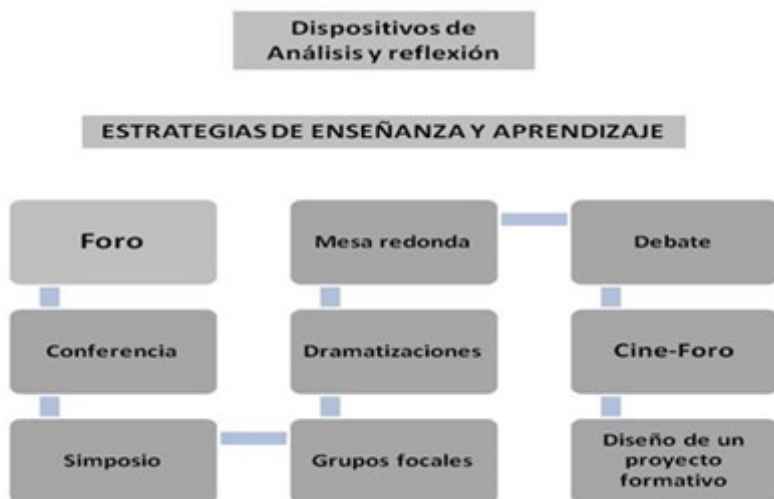 Dispositivos de
Análisis y reflexión
ESTRATEGIAS DE ENSEÑANZA Y APRENDIZAJE
Foro
Conferencia
Simposio
Grupos focales
Dramatizaciones
Mesa redonda
Debate
Cine-Foro
Diseño de un
proyecto
formativo